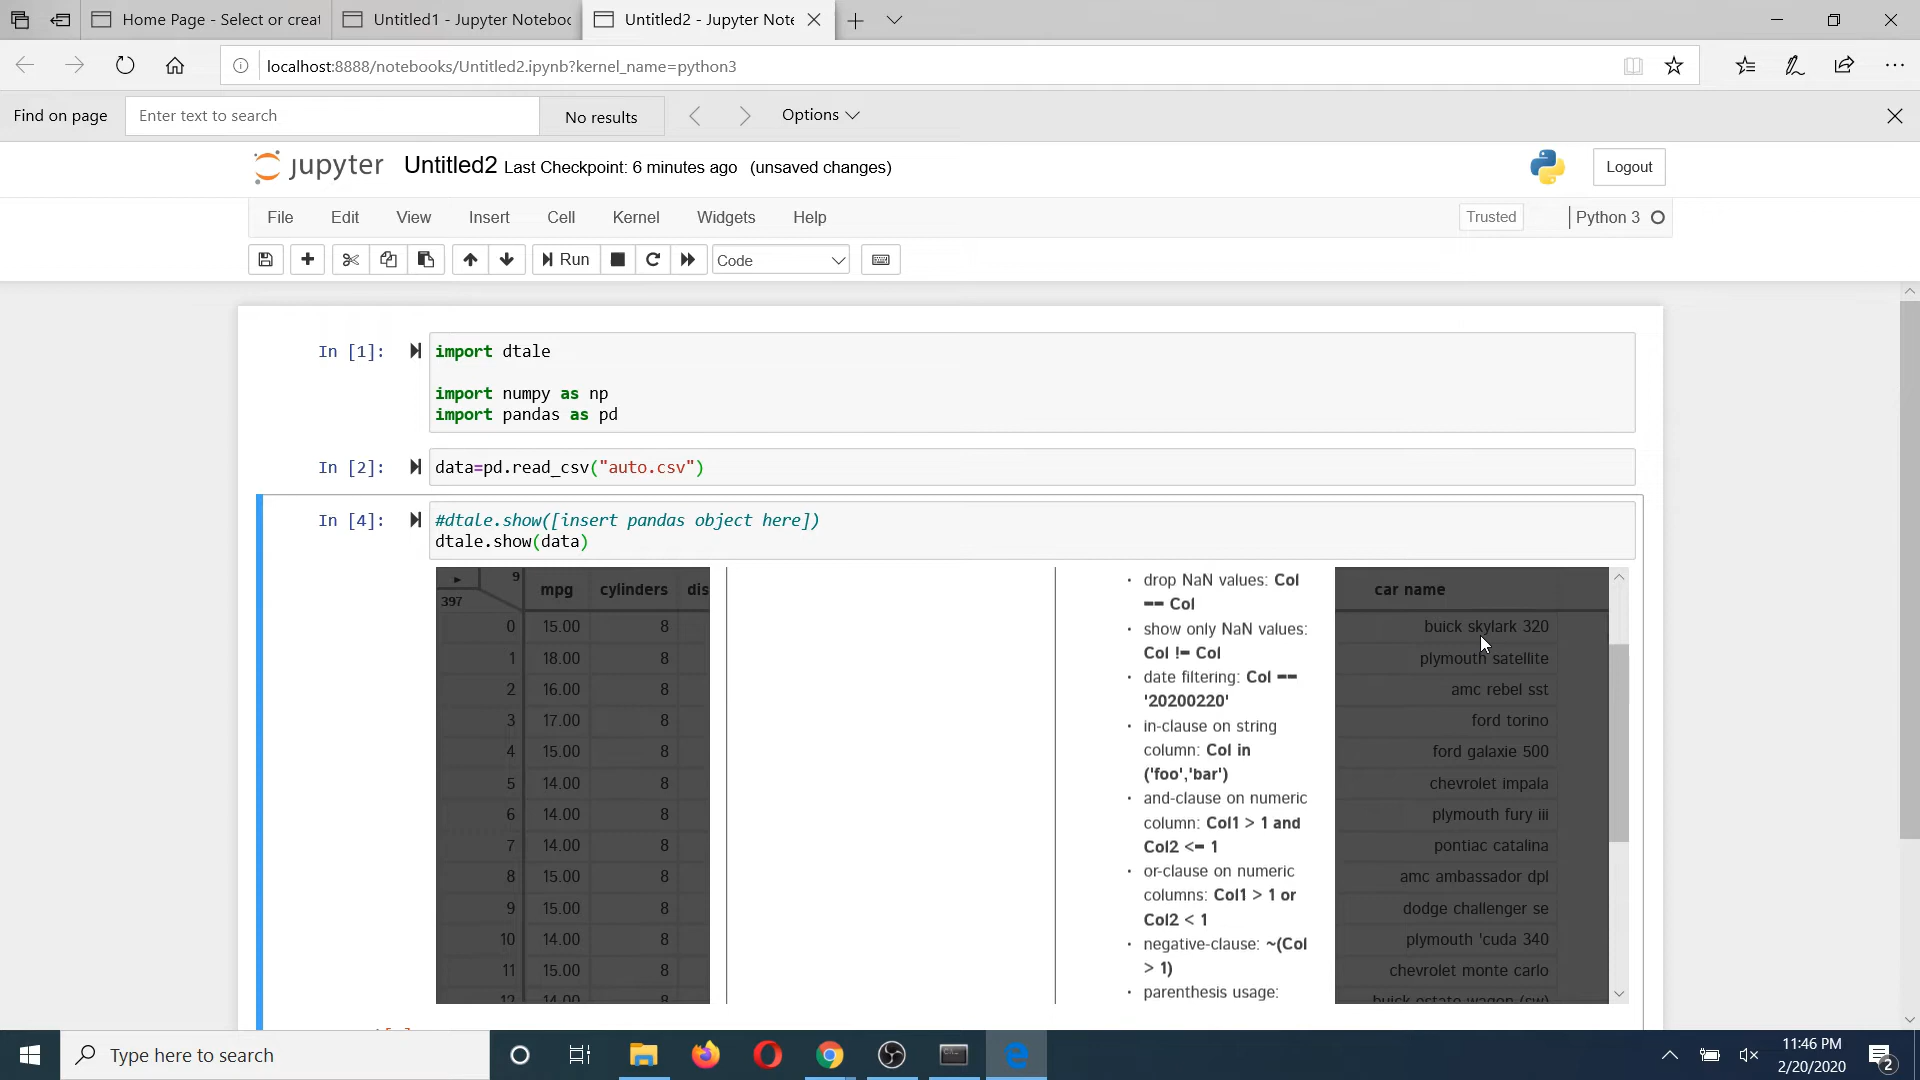 Home Page - Select or creat
Untitled1 - Jupyter Noteboo
Untitled2 - Jupyter Note
localhost:8888/notebooks/Untitled2.ipynb?kernel_name=python3
Find on page
Enter text to search
No results
Options
jupyter
Untitled2 Last Checkpoint: 6 minutes ago (unsaved changes)
Logout
File Edit View Insert Cell Kernel Widgets Help
Trusted
Python 3
Run
Code
In [1]:
import dtale
import numpy as np
import pandas as pd
In [2]:
data=pd.read_csv("auto.csv")
In [4]:
#dtale.show([insert pandas object here])
dtale.show(data)
9
397
mpg cylinders dis
0 15.00 8
1 18.00 8
2 16.00 8
3 17.00 8
4 15.00 8
5 14.00 8
6 14.00 8
7 14.00 8
8 15.00 8
9 15.00 8
10 14.00 8
11 15.00 8
12 14.00 8
· drop NaN values: Col
== Col
· show only NaN values:
Col != Col
· date filtering: Col ==
'20200220'
· in-clause on string
column: Col in
('foo','bar')
· and-clause on numeric
column: Col1 > 1 and
Col2 <= 1
· or-clause on numeric
columns: Col1 > 1 or
Col2 < 1
· negative-clause: ~(Col
> 1)
· parenthesis usage:
car name
buick skylark 320
plymouth satellite
amc rebel sst
ford torino
ford galaxie 500
chevrolet impala
plymouth fury iii
pontiac catalina
amc ambassador dpl
dodge challenger se
plymouth 'cuda 340
chevrolet monte carlo
buick estate wagon (sw)
Type here to search
11:46 PM
2/20/2020
2